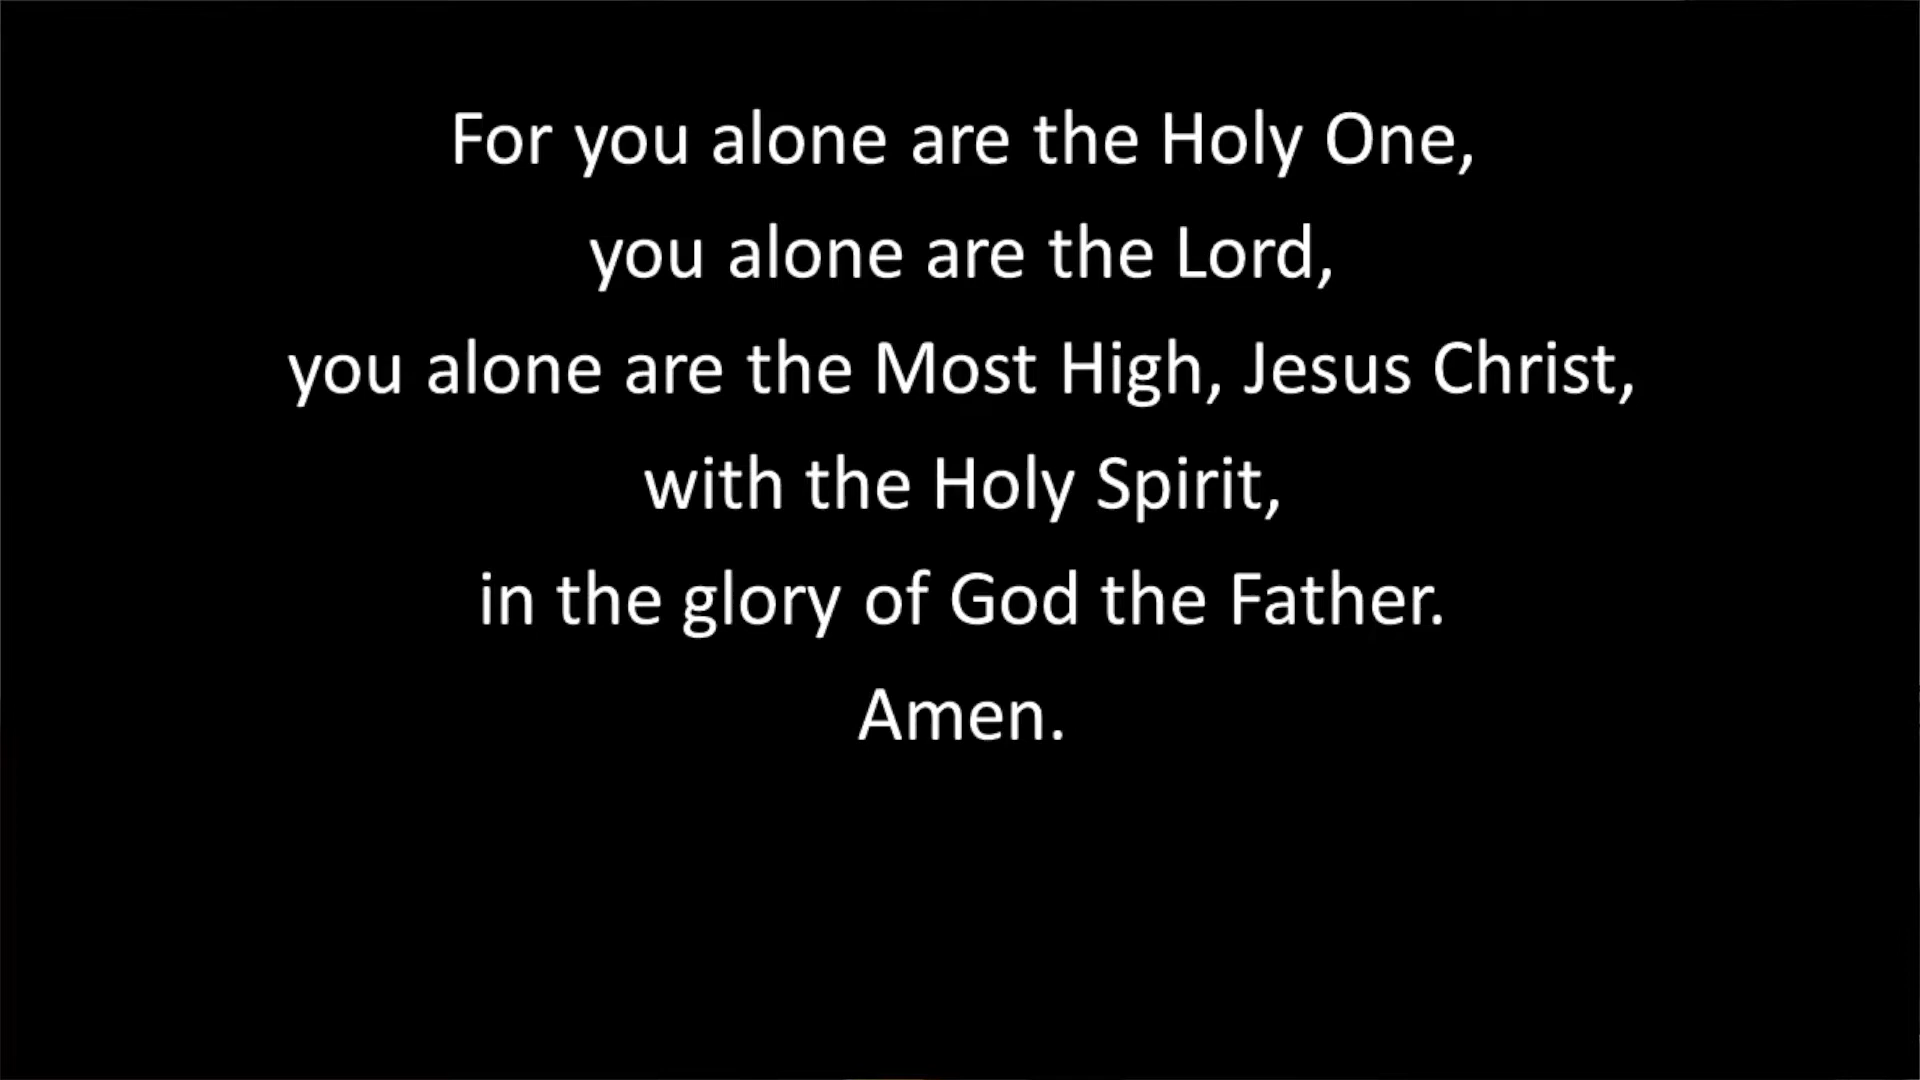 For you alone are the Holy One,
you alone are the Lord,
you alone are the Most High, Jesus Christ,
with the Holy Spirit,
in the glory of God the Father.
Amen.